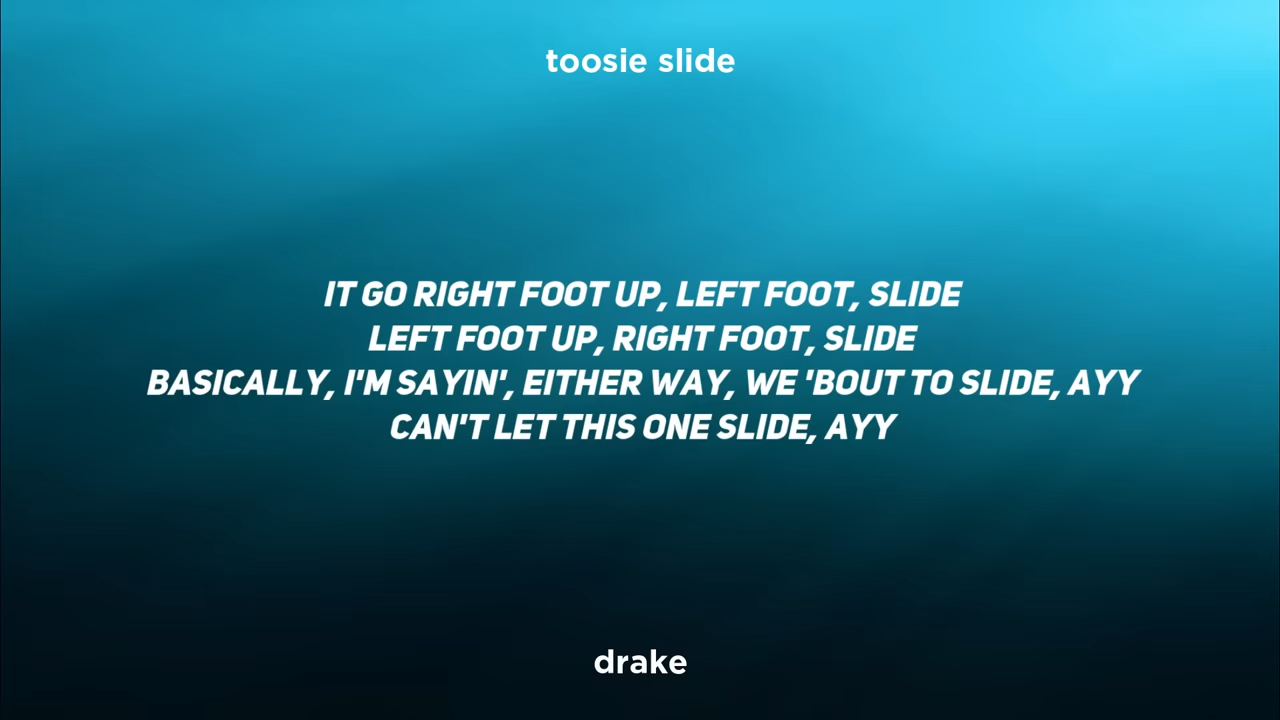 toosie slide
IT GO RIGHT FOOT UP, LEFT FOOT, SLIDE
LEFT FOOT UP, RIGHT FOOT, SLIDE
BASICALLY, I'M SAYIN', EITHER WAY, WE 'BOUT TO SLIDE, AYY
CAN'T LET THIS ONE SLIDE, AYY
drake